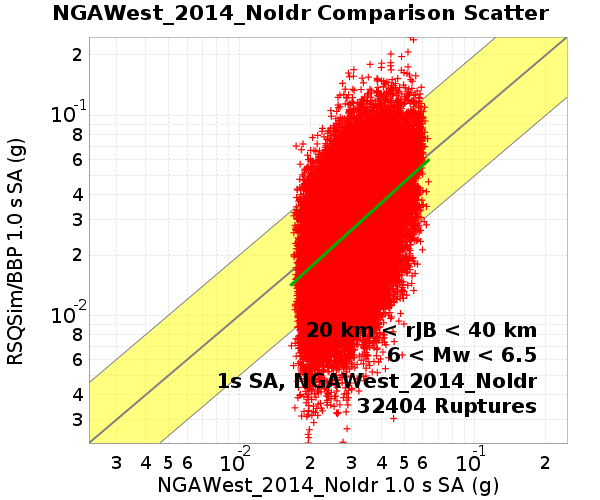 NGAWest_2014_NoIdr Comparison Scatter
RSQSim/BBP 1.0 s SA (g)
2
10-1
8
6
4
3
2
10-2
8
6
4
3
20 km < rJB < 40 km
6 < Mw < 6.5
1s SA, NGAWest_2014_NoIdr
32404 Ruptures
3 4 5 6 8 10-2 2 3 4 5 6 8 10-1 2
NGAWest_2014_NoIdr 1.0 s SA (g)